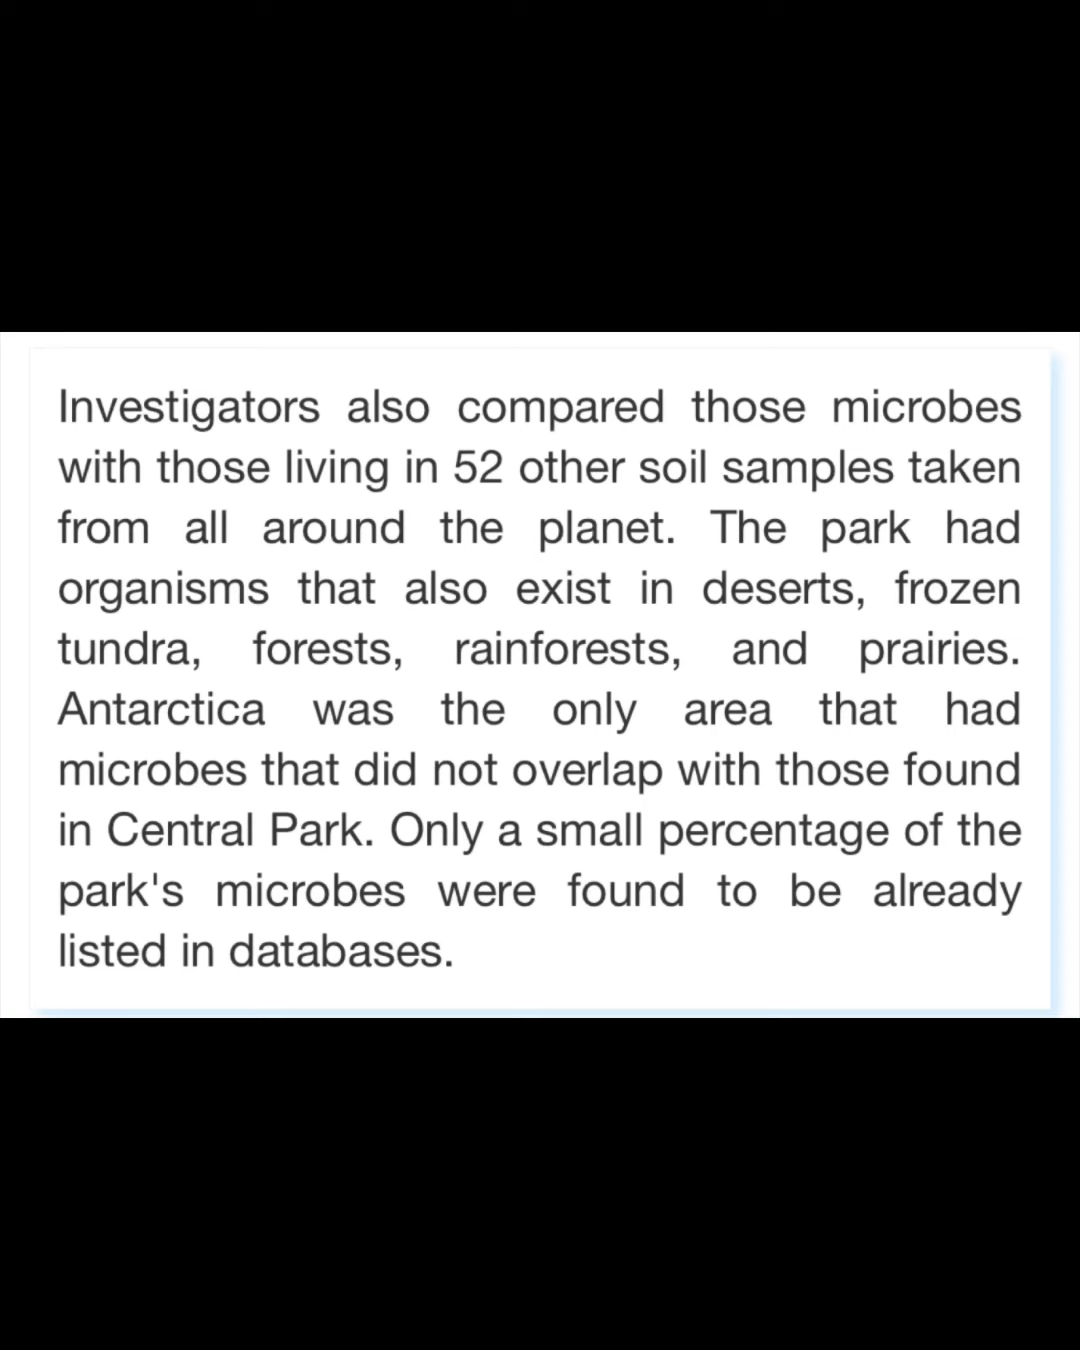 Investigators also compared those microbes
with those living in 52 other soil samples taken
from all around the planet. The park had
organisms that also exist in deserts, frozen
tundra, forests, rainforests, and prairies.
Antarctica was the only area that had
microbes that did not overlap with those found
in Central Park. Only a small percentage of the
park's microbes were found to be already
listed in databases.